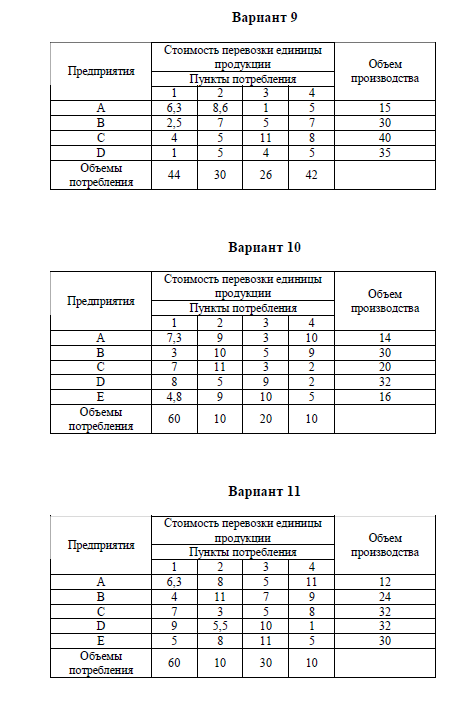 Вариант 9
Предприятия
Стоимость перевозки единицы
продукции
Объем
производства
Пункты потребления
1 2 3 4
A 6,3 8,6 1 5 15
B 2,5 7 5 7 30
C 4 5 11 8 40
D 1 5 4 5 35
Объемы
потребления
44 30 26 42
Вариант 10
Предприятия
Стоимость перевозки единицы
продукции
Объем
производства
Пункты потребления
1 2 3 4
A 7,3 9 3 10 14
B 3 10 5 9 30
C 7 11 3 2 20
D 8 5 9 2 32
E 4,8 9 10 5 16
Объемы
потребления
60 10 20 10
Вариант 11
Предприятия
Стоимость перевозки единицы
продукции
Объем
производства
Пункты потребления
1 2 3 4
A 6,3 8 5 11 12
B 4 11 7 9 24
C 7 3 5 8 32
D 9 5,5 10 1 32
E 5 8 11 5 30
Объемы
потребления
60 10 30 10